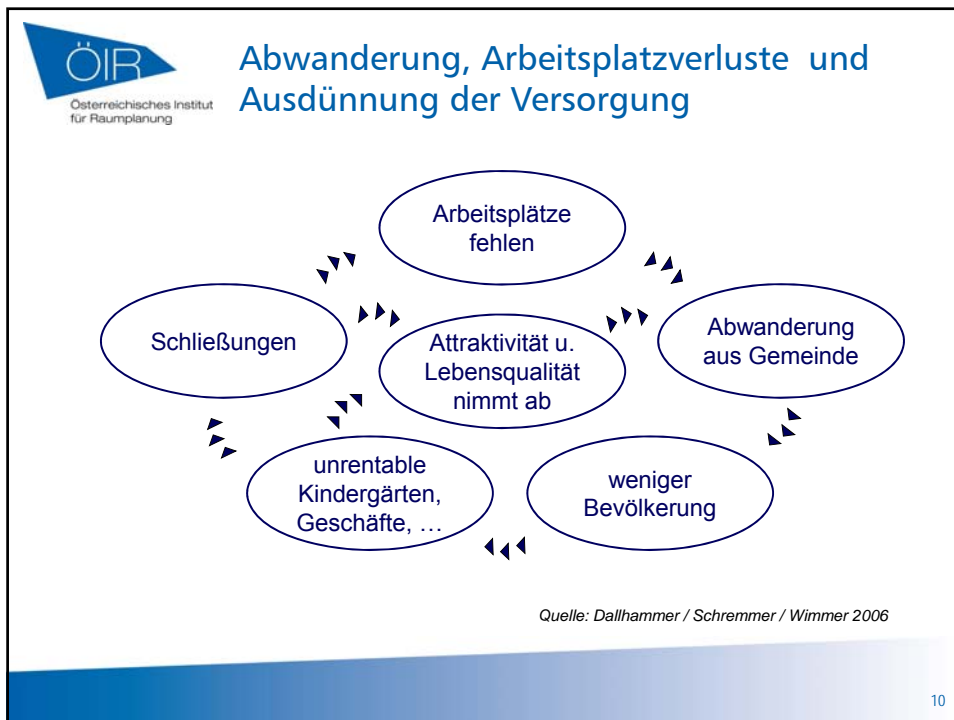 ÖIR
Österreichisches Institut
für Raumplanung
Abwanderung, Arbeitsplatzverluste und
Ausdünnung der Versorgung
Arbeitsplätze
fehlen
Schließungen
Attraktivität u.
Lebensqualität
nimmt ab
Abwanderung
aus Gemeinde
unrentable
Kindergärten,
Geschäfte, …
weniger
Bevölkerung
Quelle: Dallhammer / Schremmer / Wimmer 2006
10